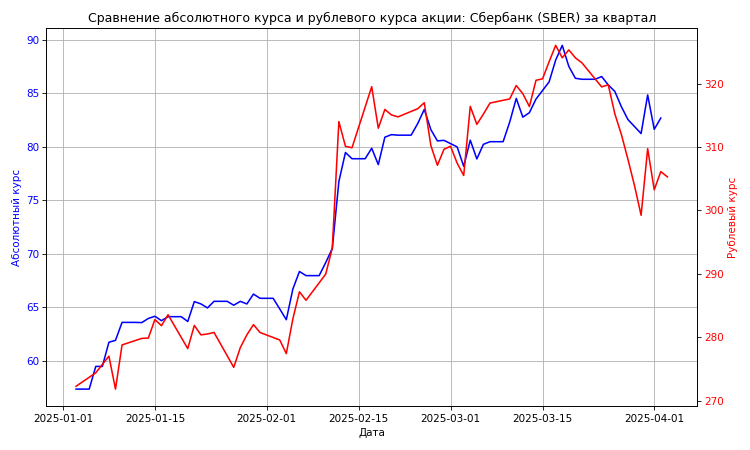 Сравнение абсолютного курса и рублевого курса акции: Сбербанк (SBER) за квартал
90
85
80
75
70
65
60
Абсолютный курс
320
310
300
290
280
270
Рублевый курс
2025-01-01 2025-01-15 2025-02-01 2025-02-15 2025-03-01 2025-03-15 2025-04-01
Дата